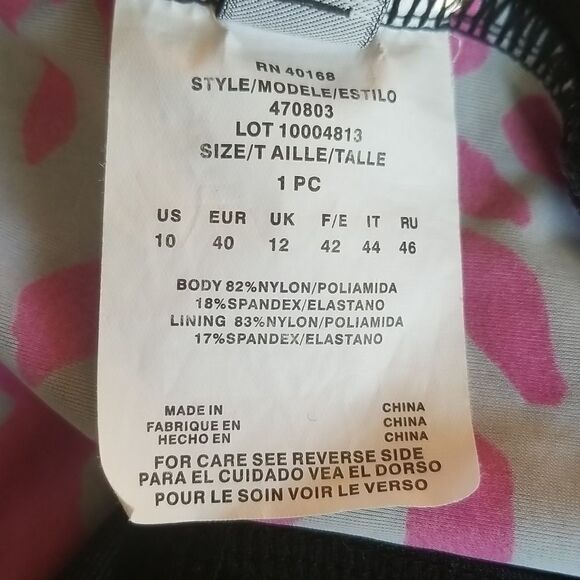 RN 40168
STYLE/MODELE/ESTILO
470803
LOT 10004813
SIZE/T AILLE/TALLE
1 PC
US EUR UK F/E IT RU
10 40 12 42 44 46
BODY 82%NYLON/POLIAMIDA
18%SPANDEX/ELASTANO
LINING 83%NYLON/POLIAMIDA
17%SPANDEX/ELASTANO
MADE IN CHINA
FABRIQUE EN CHINA
HECHO EN CHINA
FOR CARE SEE REVERSE SIDE
PARA EL CUIDADO VEA EL DORSO
POUR LE SOIN VOIR LE VERSO